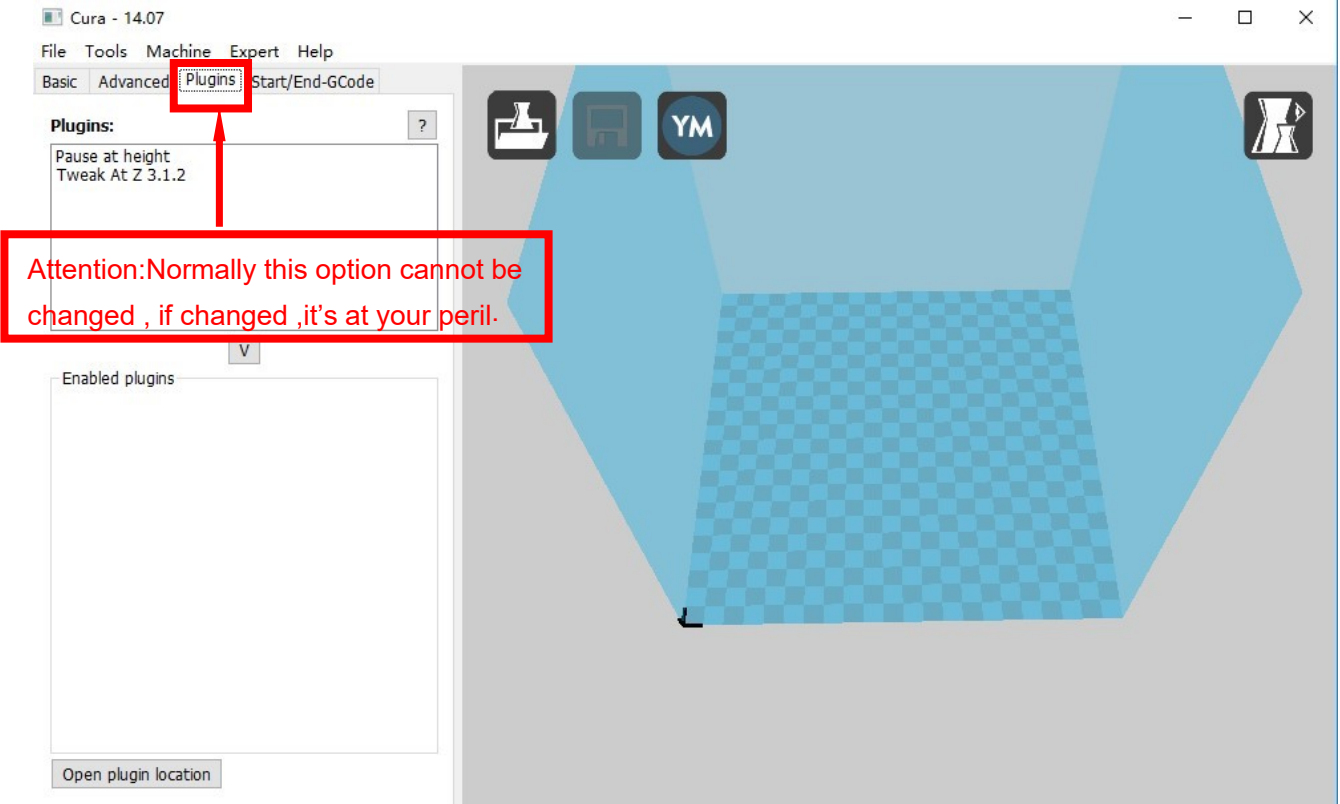 Cura - 14.07
File Tools Machine Expert Help
Basic Advanced Plugins Start/End-GCode
Plugins: ?
Pause at height
Tweak At Z 3.1.2
Attention:Normally this option cannot be
changed , if changed ,it’s at your peril.
V
Enabled plugins
Open plugin location
YM